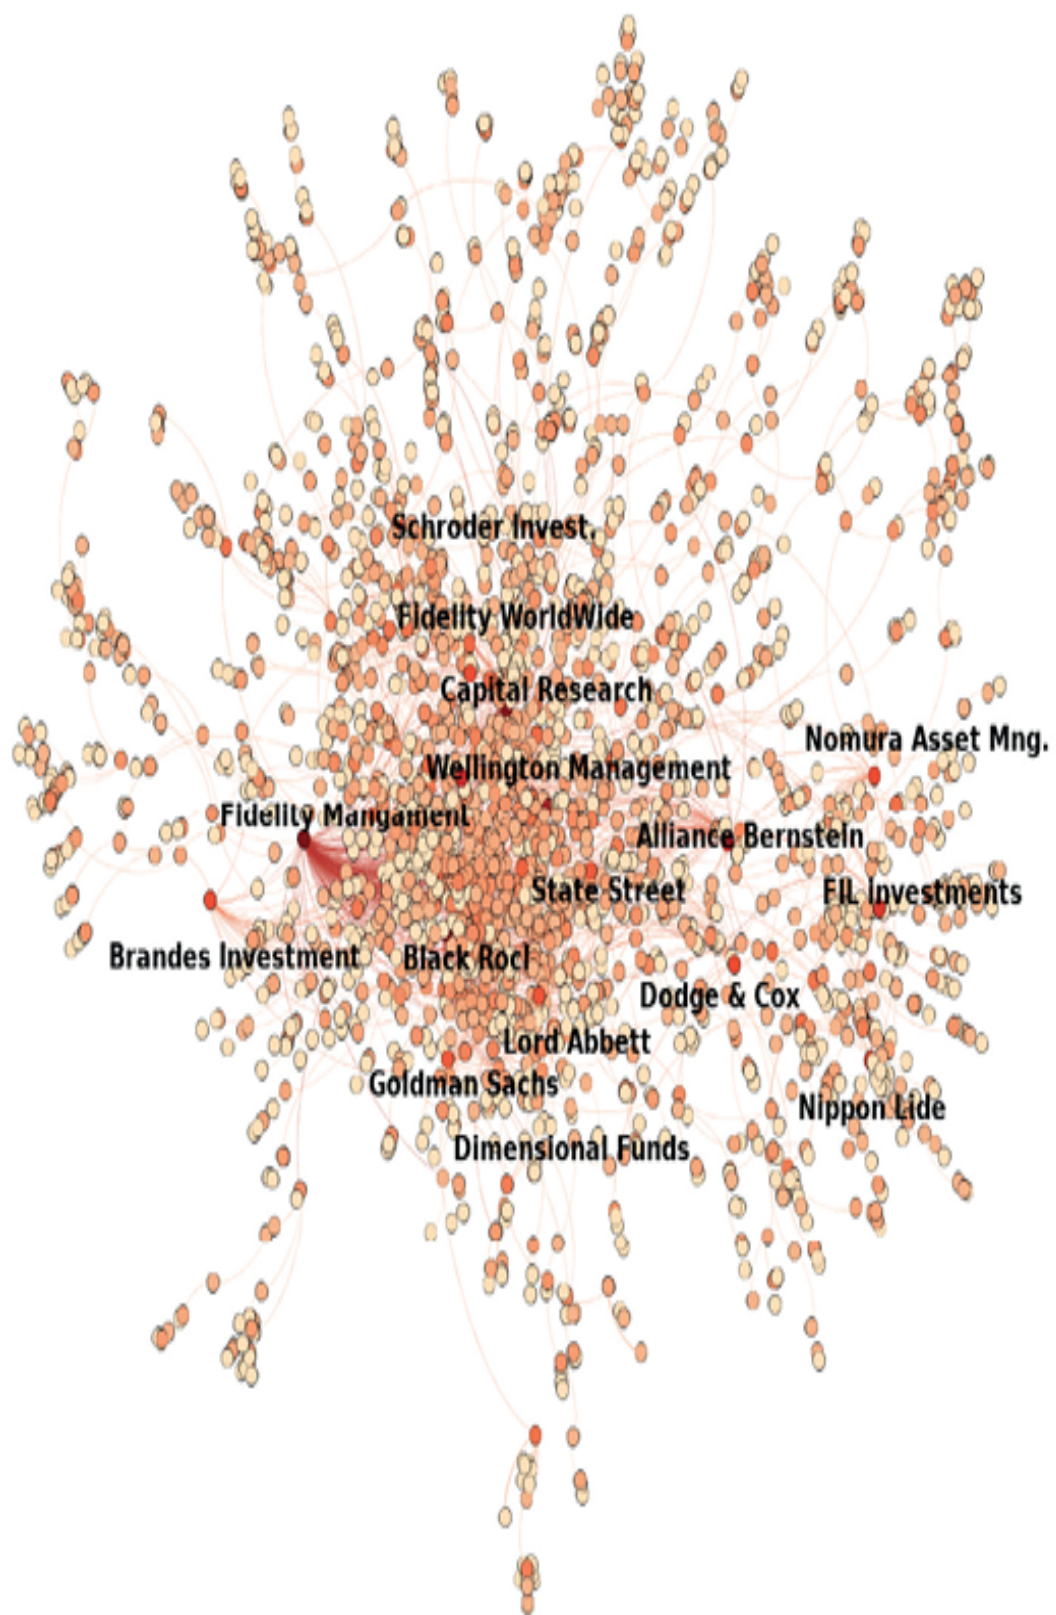 Schroder Invest.
Fidelity WorldWide
Capital Research
Nomura Asset Mng.
Wellington Management
Fidelity Mangament
Alliance Bernstein
State Street
FIL Investments
Brandes Investment
Black Rocl
Dodge & Cox
Lord Abbett
Goldman Sachs
Nippon Lide
Dimensional Funds